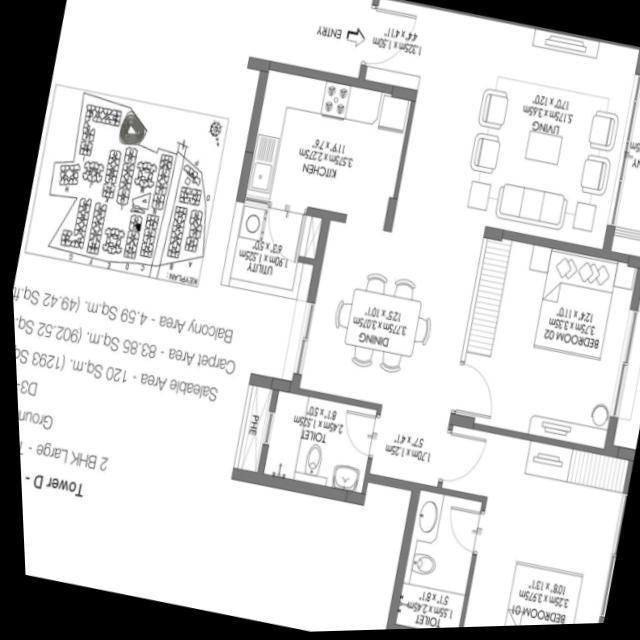 Tower D -
2 BHK Large -
Groun
D3-
Saleable Area - 120 Sq.m (1293 Sq
Carpet Area - 83.85 Sq.m. (902.52 Sq.
Balcony Area - 4.59 Sq.m. (49.42 Sq.ft
KEYPLAN
BEDROOM-01
3.25m x 3.975m
10'8" x 13'1"
TOILET
1.55m x 2.45m
5'1" x 8'1"
1.70m x 1.25m
5'7" x 4'1"
TOILET
2.45m x 1.525m
8'1" x 5'0"
PHE
BEDROOM 02
3.75m x 3.35m
12'4" x 11'0"
DINING
3.775m x 3.075m
12'5" x 10'1"
UTILITY
1.90m x 1.525m
6'3" x 5'0"
KITCHEN
3.575m x 2.275m
11'9" x 7'6"
LIVING
5.175m x 3.65m
17'0" x 12'0"
1.325m x 1.50m
4'4" x 4'11"
ENTRY